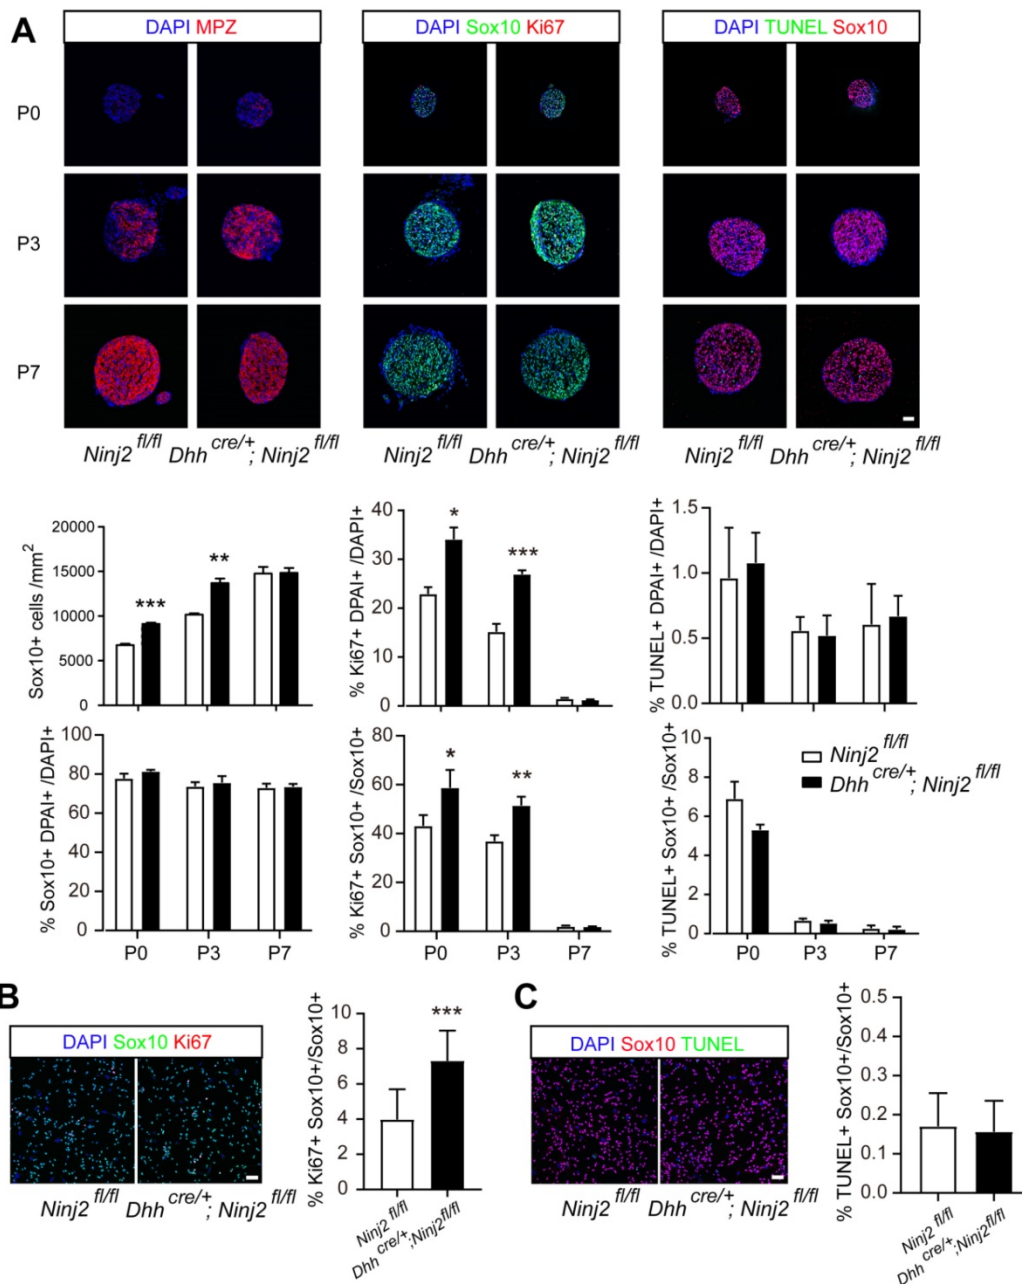 A
DAPI MPZ
DAPI Sox10 Ki67
DAPI TUNEL Sox10
P0
P3
P7
Ninj2 fl/fl Dhh cre/+; Ninj2 fl/fl
Ninj2 fl/fl Dhh cre/+; Ninj2 fl/fl
Ninj2 fl/fl Dhh cre/+; Ninj2 fl/fl
Sox10+ cells /mm2
20000
15000
10000
5000
0
***
**
% Ki67+ DPAI+ /DAPI+
40
30
20
10
0
*
***
% TUNEL+ DPAI+ /DAPI+
1.5
1.0
0.5
0.0
% Sox10+ DPAI+ /DAPI+
100
80
60
40
20
0
P0 P3 P7
% Ki67+ Sox10+ /Sox10+
80
60
40
20
0
*
**
P0 P3 P7
% TUNEL+ Sox10+ /Sox10+
10
8
6
4
2
0
Ninj2 fl/fl
Dhh cre/+; Ninj2 fl/fl
P0 P3 P7
B
DAPI Sox10 Ki67
Ninj2 fl/fl Dhh cre/+; Ninj2 fl/fl
% Ki67+ Sox10+/Sox10+
10
8
6
4
2
0
***
Ninj2 fl/fl
Dhh cre/+;Ninj2 fl/fl
C
DAPI Sox10 TUNEL
Ninj2 fl/fl Dhh cre/+; Ninj2 fl/fl
% TUNEL+ Sox10+/Sox10+
0.5
0.4
0.3
0.2
0.1
0.0
Ninj2 fl/fl
Dhh cre/+;Ninj2 fl/fl